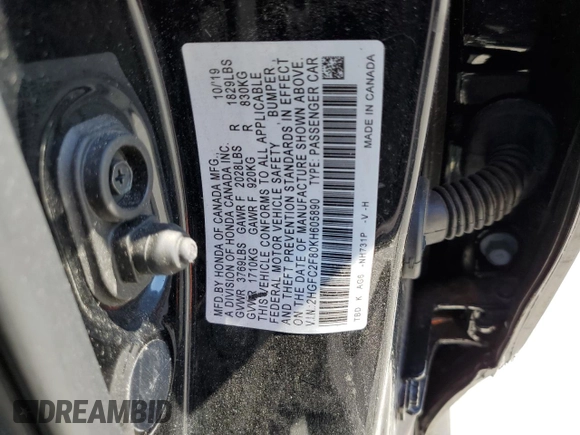 MFD.BY HONDA OF CANADA MFG. 10/19
A DIVISION OF HONDA CANADA INC.
GVWR 3769LBS GAWR F 2028LBS R 1829LBS
GVWR 1710KG GAWR F 920KG R 830KG
THIS VEHICLE CONFORMS TO ALL APPLICABLE
FEDERAL MOTOR VEHICLE SAFETY BUMPER,
AND THEFT PREVENTION STANDARDS IN EFFECT
ON THE DATE OF MANUFACTURE SHOWN ABOVE.
V.I.N. 2HGFC2F80KH605890 TYPE: PASSENGER CAR
TBD K A05 NH731P -V -H MADE IN CANADA
DREAMBID